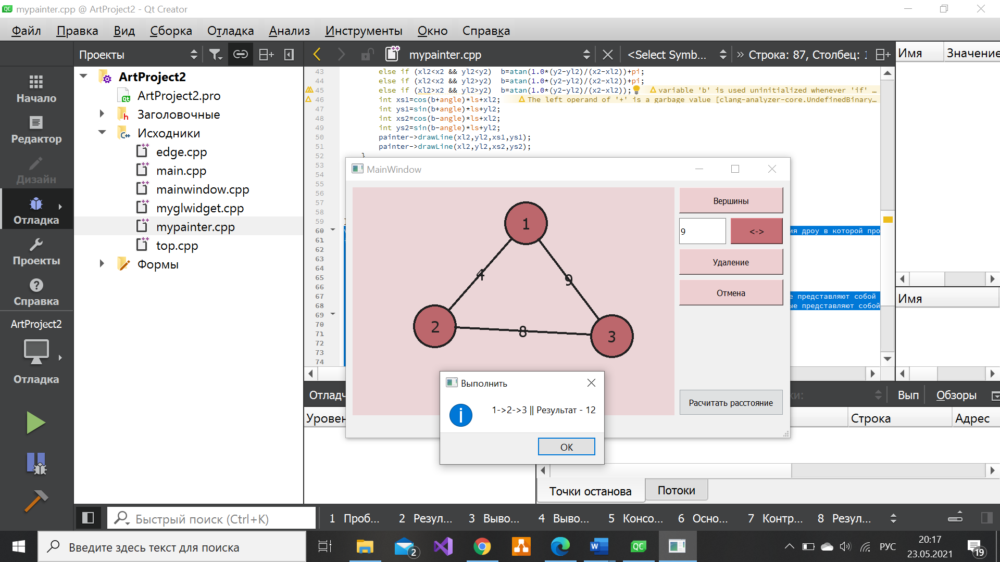 mypainter.cpp @ ArtProject2 - Qt Creator
Файл Правка Вид Сборка Отладка Анализ Инструменты Окно Справка
Проекты
mypainter.cpp
<Select Symb...
» Строка: 87, Столбец:
Имя Значение
Начало
Редактор
Дизайн
Отладка
Проекты
Справка
ArtProject2
Отладка
ArtProject2
ArtProject2.pro
Заголовочные
Исходники
edge.cpp
main.cpp
mainwindow.cpp
myglwidget.cpp
mypainter.cpp
top.cpp
Формы
43 else if (xl2<x2 && yl2<y2) b=atan(1.0*(y2-yl2)/(x2-xl2))+pi;
44 else if (xl2<x2 && yl2>y2) b=atan(1.0*(y2-yl2)/(x2-xl2))+pi;
45 else if (xl2>x2 && yl2>y2) b=atan(1.0*(y2-yl2)/(x2-xl2)); variable 'b' is used uninitialized whenever 'if' …
46 int xs1=cos(b+angle)*ls+xl2; The left operand of '+' is a garbage value [clang-analyzer-core.UndefinedBinary…
47 int ys1=sin(b+angle)*ls+yl2;
48 int xs2=cos(b-angle)*ls+xl2;
49 int ys2=sin(b-angle)*ls+yl2;
50 painter->drawLine(xl2,yl2,xs1,ys1);
51 painter->drawLine(xl2,yl2,xs2,ys2);
52 }
53
54
55
56
57
58
59
60 ия дроу в которой про
61
62
63
64
65
66
67 е представляют собой
68 ые представляют собой
69
70
71
72
73
74
MainWindow
1
4
9
2
8
3
Вершины
9 <->
Удаление
Отмена
Расчитать расстояние
Выполнить
1->2->3 || Результат - 12
OK
Имя
Вып Обзоры
Уровен
Строка Адрес
Точки останова Потоки
Быстрый поиск (Ctrl+K)
1 Проб... 2 Резул... 3 Выво... 4 Выво... 5 Консо... 6 Осно... 7 Контр... 8 Резул...
Введите здесь текст для поиска
2
РУС
20:17
23.05.2021
19